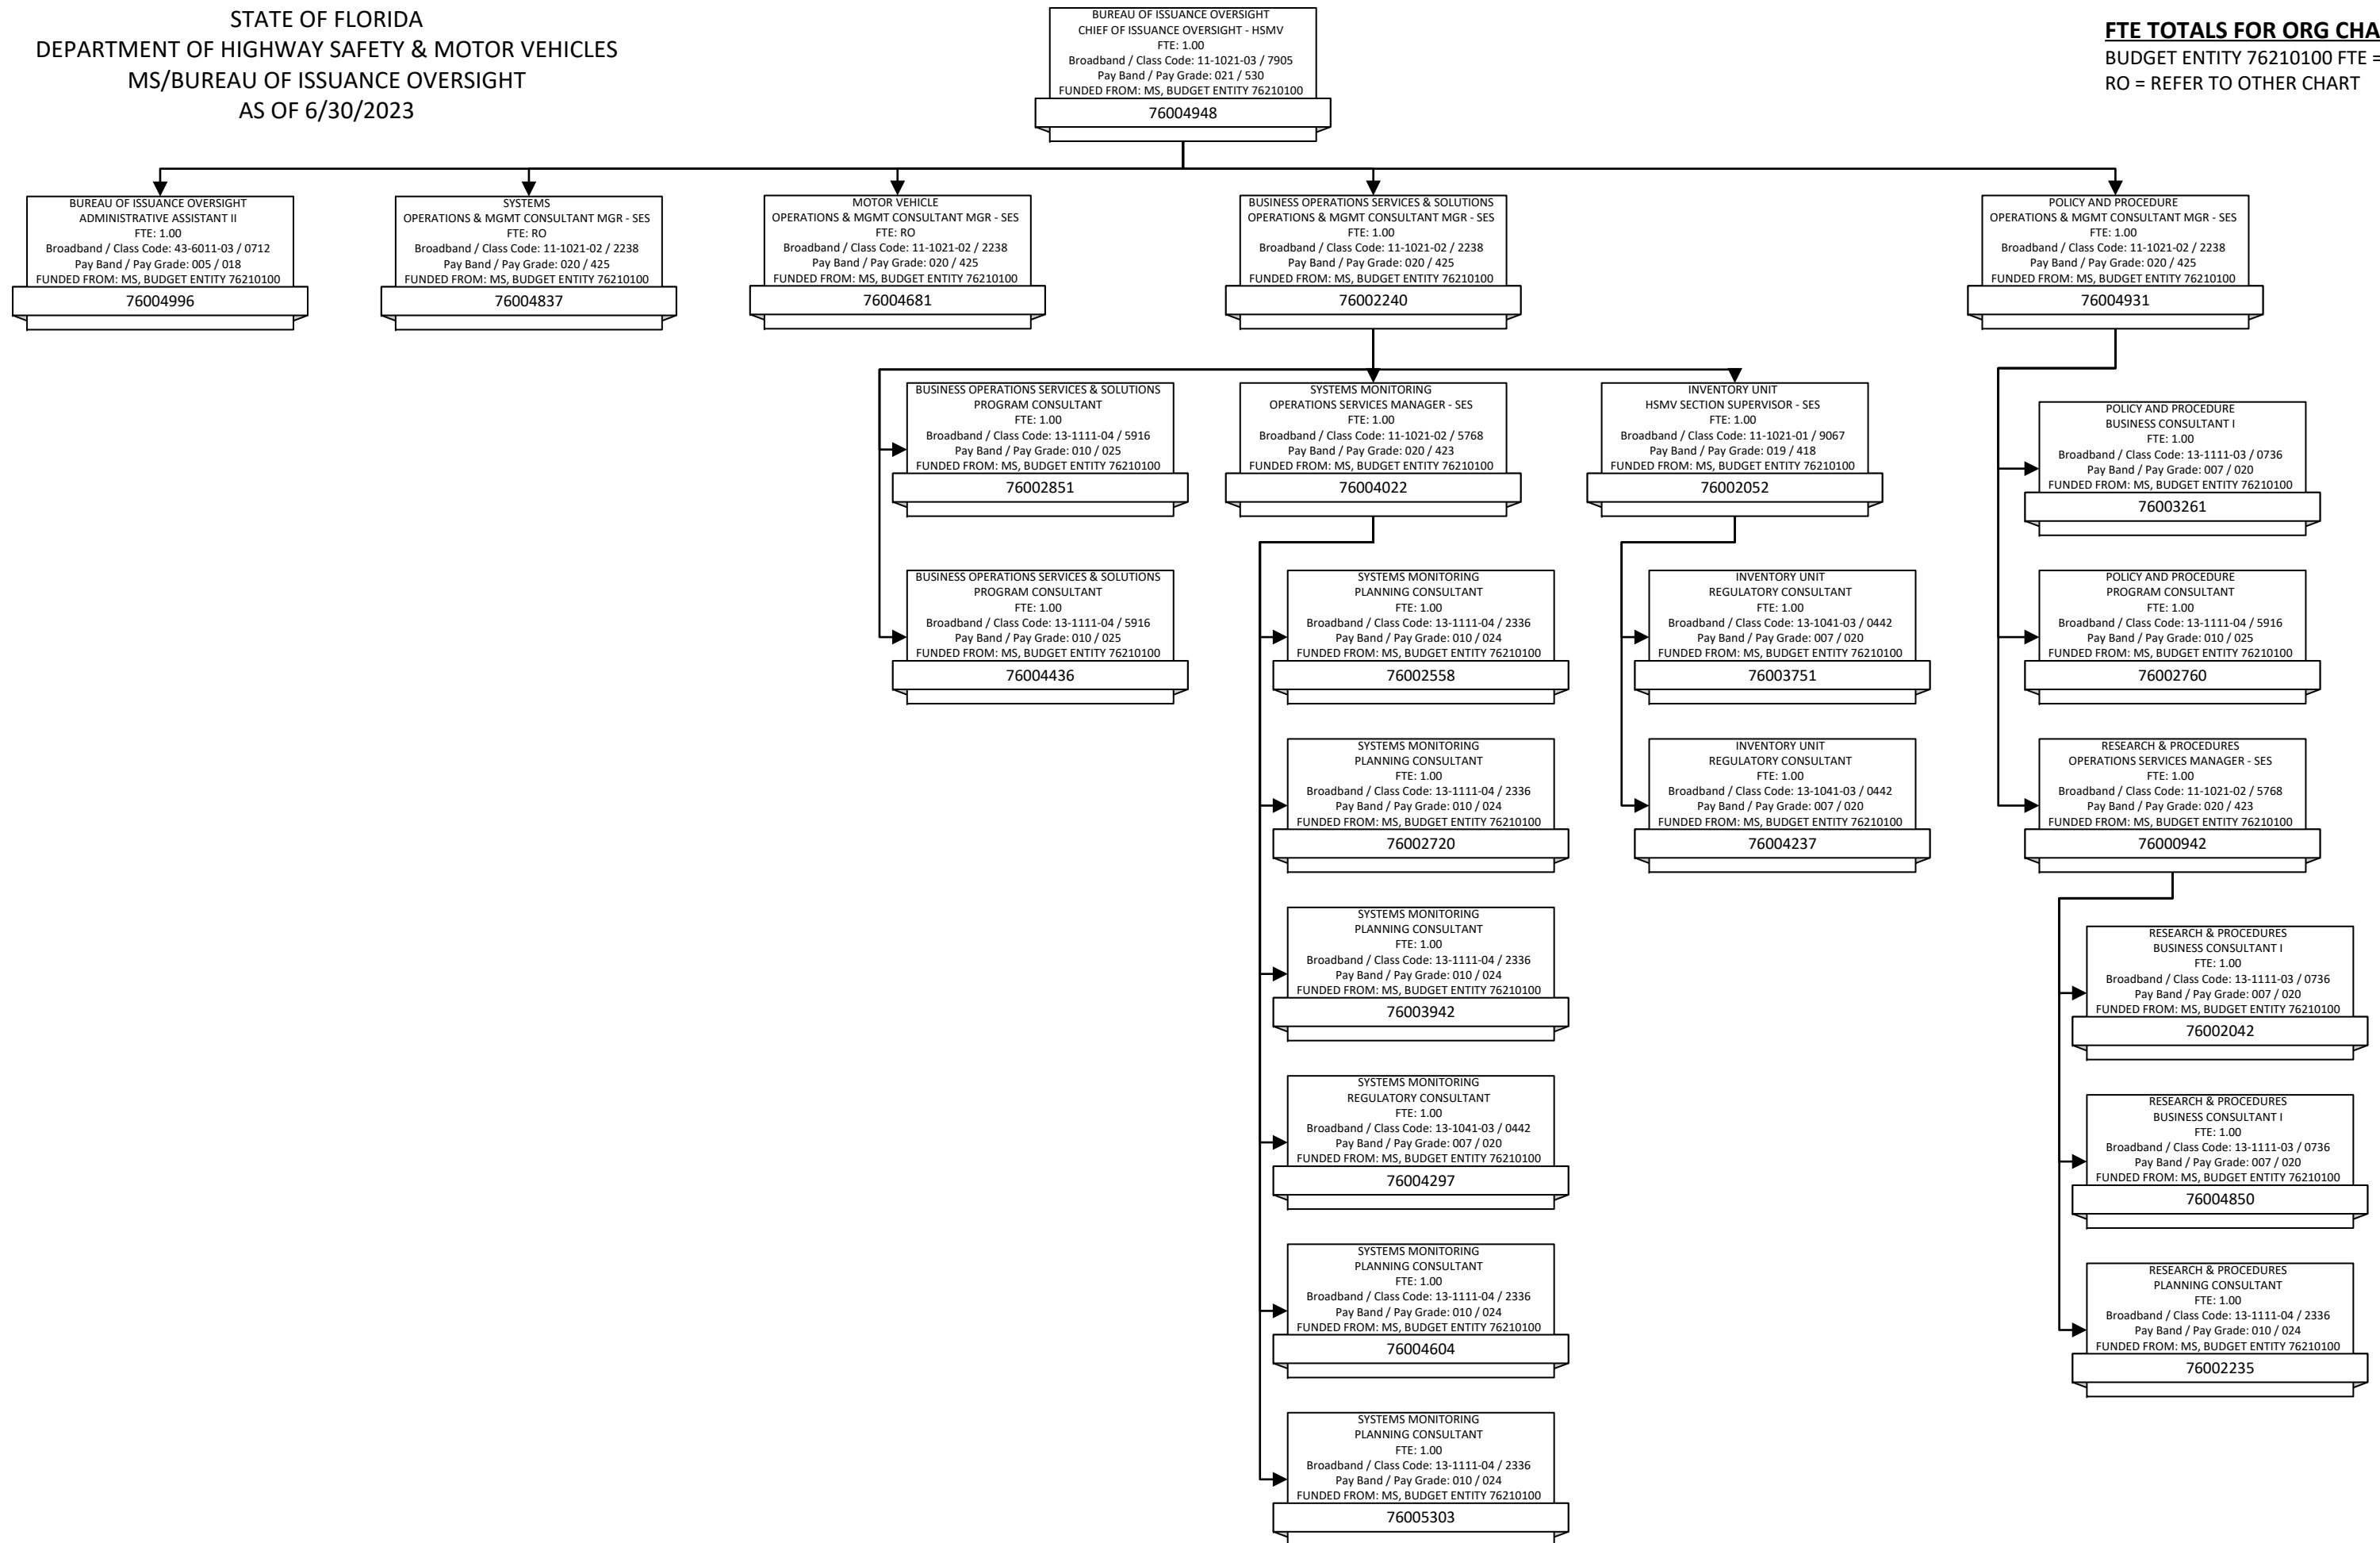 STATE OF FLORIDA
DEPARTMENT OF HIGHWAY SAFETY & MOTOR VEHICLES
MS/BUREAU OF ISSUANCE OVERSIGHT
AS OF 6/30/2023
BUREAU OF ISSUANCE OVERSIGHT
CHIEF OF ISSUANCE OVERSIGHT - HSMV
FTE: 1.00
Broadband / Class Code: 11-1021-03 / 7905
Pay Band / Pay Grade: 021 / 530
FUNDED FROM: MS, BUDGET ENTITY 76210100
76004948
FTE TOTALS FOR ORG CHA
BUDGET ENTITY 76210100 FTE =
RO = REFER TO OTHER CHART
BUREAU OF ISSUANCE OVERSIGHT
ADMINISTRATIVE ASSISTANT II
FTE: 1.00
Broadband / Class Code: 43-6011-03 / 0712
Pay Band / Pay Grade: 005 / 018
FUNDED FROM: MS, BUDGET ENTITY 76210100
76004996
SYSTEMS
OPERATIONS & MGMT CONSULTANT MGR - SES
FTE: RO
Broadband / Class Code: 11-1021-02 / 2238
Pay Band / Pay Grade: 020 / 425
FUNDED FROM: MS, BUDGET ENTITY 76210100
76004837
MOTOR VEHICLE
OPERATIONS & MGMT CONSULTANT MGR - SES
FTE: RO
Broadband / Class Code: 11-1021-02 / 2238
Pay Band / Pay Grade: 020 / 425
FUNDED FROM: MS, BUDGET ENTITY 76210100
76004681
BUSINESS OPERATIONS SERVICES & SOLUTIONS
OPERATIONS & MGMT CONSULTANT MGR - SES
FTE: 1.00
Broadband / Class Code: 11-1021-02 / 2238
Pay Band / Pay Grade: 020 / 425
FUNDED FROM: MS, BUDGET ENTITY 76210100
76002240
POLICY AND PROCEDURE
OPERATIONS & MGMT CONSULTANT MGR - SES
FTE: 1.00
Broadband / Class Code: 11-1021-02 / 2238
Pay Band / Pay Grade: 020 / 425
FUNDED FROM: MS, BUDGET ENTITY 76210100
76004931
BUSINESS OPERATIONS SERVICES & SOLUTIONS
PROGRAM CONSULTANT
FTE: 1.00
Broadband / Class Code: 13-1111-04 / 5916
Pay Band / Pay Grade: 010 / 025
FUNDED FROM: MS, BUDGET ENTITY 76210100
76002851
SYSTEMS MONITORING
OPERATIONS SERVICES MANAGER - SES
FTE: 1.00
Broadband / Class Code: 11-1021-02 / 5768
Pay Band / Pay Grade: 020 / 423
FUNDED FROM: MS, BUDGET ENTITY 76210100
76004022
INVENTORY UNIT
HSMV SECTION SUPERVISOR - SES
FTE: 1.00
Broadband / Class Code: 11-1021-01 / 9067
Pay Band / Pay Grade: 019 / 418
FUNDED FROM: MS, BUDGET ENTITY 76210100
76002052
POLICY AND PROCEDURE
BUSINESS CONSULTANT I
FTE: 1.00
Broadband / Class Code: 13-1111-03 / 0736
Pay Band / Pay Grade: 007 / 020
FUNDED FROM: MS, BUDGET ENTITY 76210100
76003261
BUSINESS OPERATIONS SERVICES & SOLUTIONS
PROGRAM CONSULTANT
FTE: 1.00
Broadband / Class Code: 13-1111-04 / 5916
Pay Band / Pay Grade: 010 / 025
FUNDED FROM: MS, BUDGET ENTITY 76210100
76004436
SYSTEMS MONITORING
PLANNING CONSULTANT
FTE: 1.00
Broadband / Class Code: 13-1111-04 / 2336
Pay Band / Pay Grade: 010 / 024
FUNDED FROM: MS, BUDGET ENTITY 76210100
76002558
INVENTORY UNIT
REGULATORY CONSULTANT
FTE: 1.00
Broadband / Class Code: 13-1041-03 / 0442
Pay Band / Pay Grade: 007 / 020
FUNDED FROM: MS, BUDGET ENTITY 76210100
76003751
POLICY AND PROCEDURE
PROGRAM CONSULTANT
FTE: 1.00
Broadband / Class Code: 13-1111-04 / 5916
Pay Band / Pay Grade: 010 / 025
FUNDED FROM: MS, BUDGET ENTITY 76210100
76002760
SYSTEMS MONITORING
PLANNING CONSULTANT
FTE: 1.00
Broadband / Class Code: 13-1111-04 / 2336
Pay Band / Pay Grade: 010 / 024
FUNDED FROM: MS, BUDGET ENTITY 76210100
76002720
INVENTORY UNIT
REGULATORY CONSULTANT
FTE: 1.00
Broadband / Class Code: 13-1041-03 / 0442
Pay Band / Pay Grade: 007 / 020
FUNDED FROM: MS, BUDGET ENTITY 76210100
76004237
RESEARCH & PROCEDURES
OPERATIONS SERVICES MANAGER - SES
FTE: 1.00
Broadband / Class Code: 11-1021-02 / 5768
Pay Band / Pay Grade: 020 / 423
FUNDED FROM: MS, BUDGET ENTITY 76210100
76000942
SYSTEMS MONITORING
PLANNING CONSULTANT
FTE: 1.00
Broadband / Class Code: 13-1111-04 / 2336
Pay Band / Pay Grade: 010 / 024
FUNDED FROM: MS, BUDGET ENTITY 76210100
76003942
RESEARCH & PROCEDURES
BUSINESS CONSULTANT I
FTE: 1.00
Broadband / Class Code: 13-1111-03 / 0736
Pay Band / Pay Grade: 007 / 020
FUNDED FROM: MS, BUDGET ENTITY 76210100
76002042
SYSTEMS MONITORING
REGULATORY CONSULTANT
FTE: 1.00
Broadband / Class Code: 13-1041-03 / 0442
Pay Band / Pay Grade: 007 / 020
FUNDED FROM: MS, BUDGET ENTITY 76210100
76004297
RESEARCH & PROCEDURES
BUSINESS CONSULTANT I
FTE: 1.00
Broadband / Class Code: 13-1111-03 / 0736
Pay Band / Pay Grade: 007 / 020
FUNDED FROM: MS, BUDGET ENTITY 76210100
76004850
SYSTEMS MONITORING
PLANNING CONSULTANT
FTE: 1.00
Broadband / Class Code: 13-1111-04 / 2336
Pay Band / Pay Grade: 010 / 024
FUNDED FROM: MS, BUDGET ENTITY 76210100
76004604
RESEARCH & PROCEDURES
PLANNING CONSULTANT
FTE: 1.00
Broadband / Class Code: 13-1111-04 / 2336
Pay Band / Pay Grade: 010 / 024
FUNDED FROM: MS, BUDGET ENTITY 76210100
76002235
SYSTEMS MONITORING
PLANNING CONSULTANT
FTE: 1.00
Broadband / Class Code: 13-1111-04 / 2336
Pay Band / Pay Grade: 010 / 024
FUNDED FROM: MS, BUDGET ENTITY 76210100
76005303